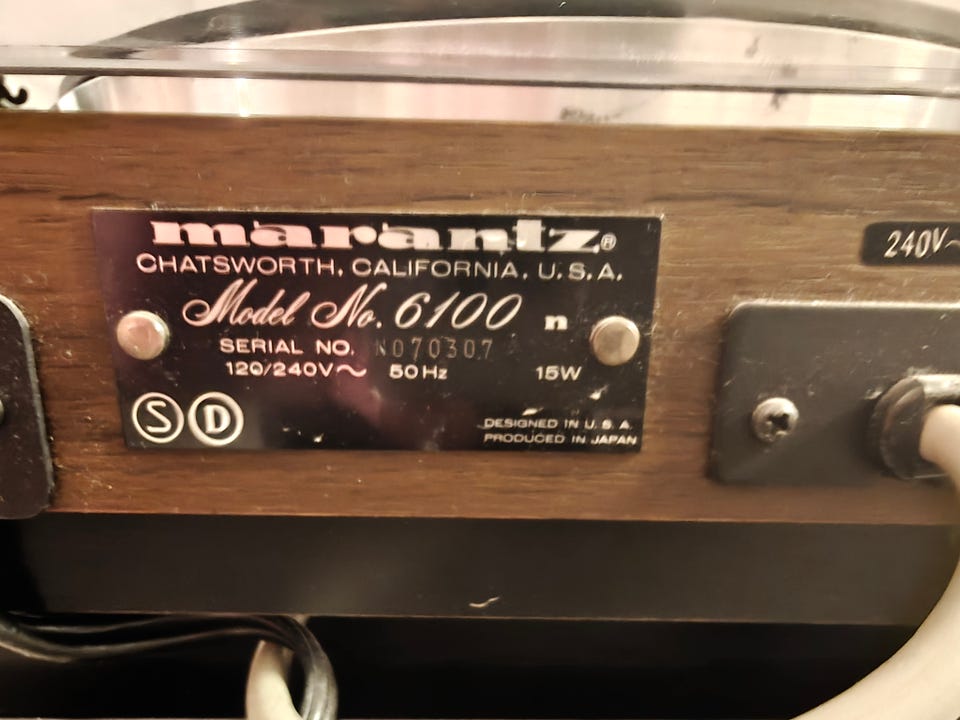 marantz®
CHATSWORTH, CALIFORNIA, U.S.A.
Model No. 6100 n
SERIAL NO. N070307
120/240V~ 50Hz 15W
S D
DESIGNED IN U.S.A.
PRODUCED IN JAPAN
240V~